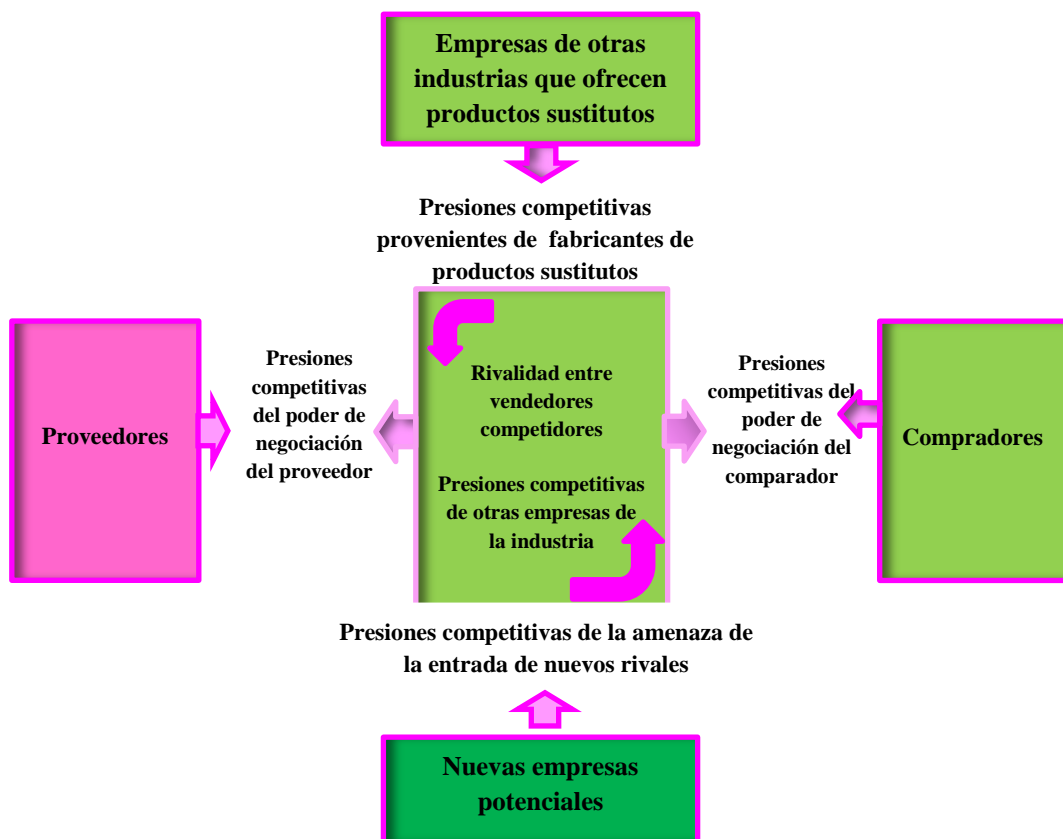 Empresas de otras
industrias que ofrecen
productos sustitutos
Presiones competitivas
provenientes de fabricantes de
productos sustitutos
Proveedores
Presiones
competitivas
del poder de
negociación
del proveedor
Rivalidad entre
vendedores
competidores
Presiones competitivas
de otras empresas de
la industria
Presiones
competitivas del
poder de
negociación del
comparador
Compradores
Presiones competitivas de la amenaza de
la entrada de nuevos rivales
Nuevas empresas
potenciales